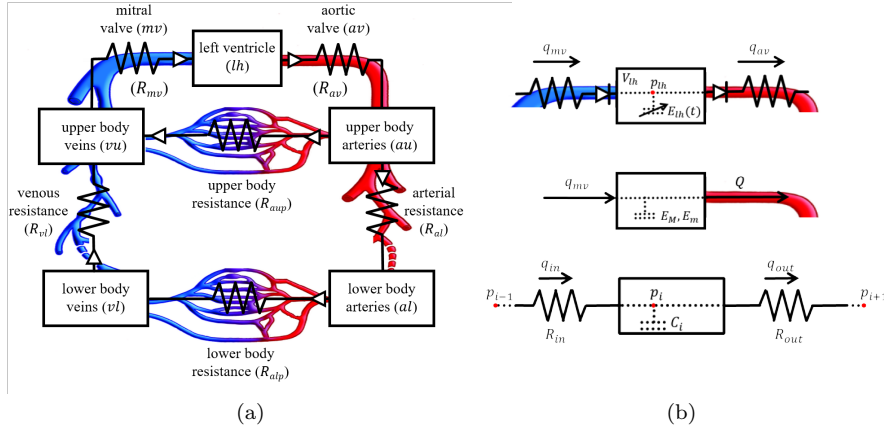 mitral
valve (mv)
aortic
valve (av)
left ventricle
(lh)
(R_mv)
(R_av)
upper body
veins (vu)
upper body
arteries (au)
upper body
resistance (R_aup)
venous
resistance
(R_vl)
arterial
resistance
(R_al)
lower body
veins (vl)
lower body
arteries (al)
lower body
resistance (R_alp)
(a)
(b)
q_mv
q_av
V_lh
p_lh
E_lh(t)
q_mv
Q
E_M, E_m
q_in
q_out
p_i−1
p_i
p_i+1
C_i
R_in
R_out